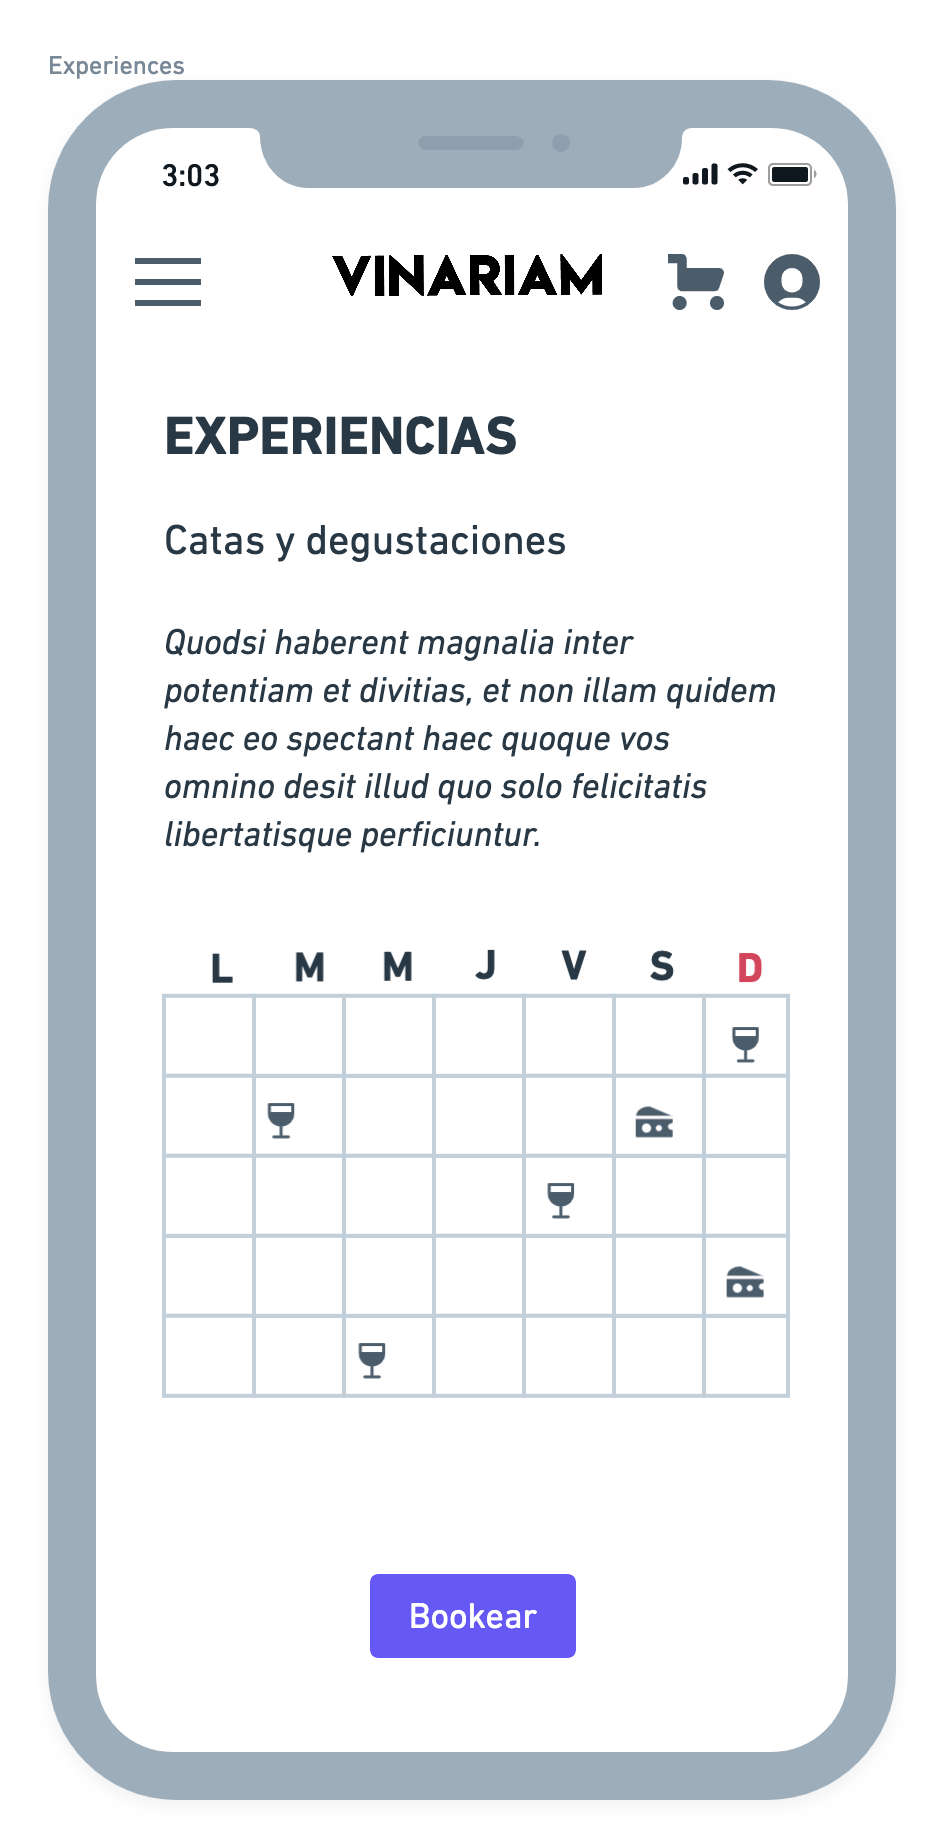 Experiences
3:03
VINARIAM
EXPERIENCIAS
Catas y degustaciones
Quodsi haberent magnalia inter
potentiam et divitias, et non illam quidem
haec eo spectant haec quoque vos
omnino desit illud quo solo felicitatis
libertatisque perficiuntur.
L M M J V S D
Bookear